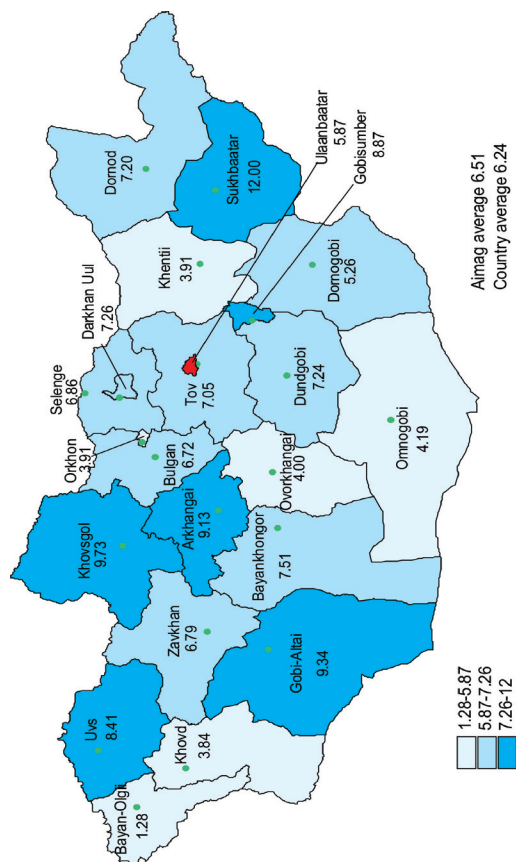 Bayan-Olgii
1.28
Uvs
8.41
Khovd
3.84
Zavkhan
6.79
Gobi-Altai
9.34
Khovsgol
9.73
Arkhangai
9.13
Bayankhongor
7.51
Orkhon
3.91
Bulgan
6.72
Ovorkhangai
4.00
Selenge
6.86
Darkhan Uul
7.26
Tov
7.05
Dundgobi
7.24
Omnogobi
4.19
Khentii
3.91
Dornod
7.20
Sukhbaatar
12.00
Dornogobi
5.26
Ulaanbaatar
5.87
Gobisumber
8.87
1.28-5.87
5.87-7.26
7.26-12
Aimag average 6.51
Country average 6.24